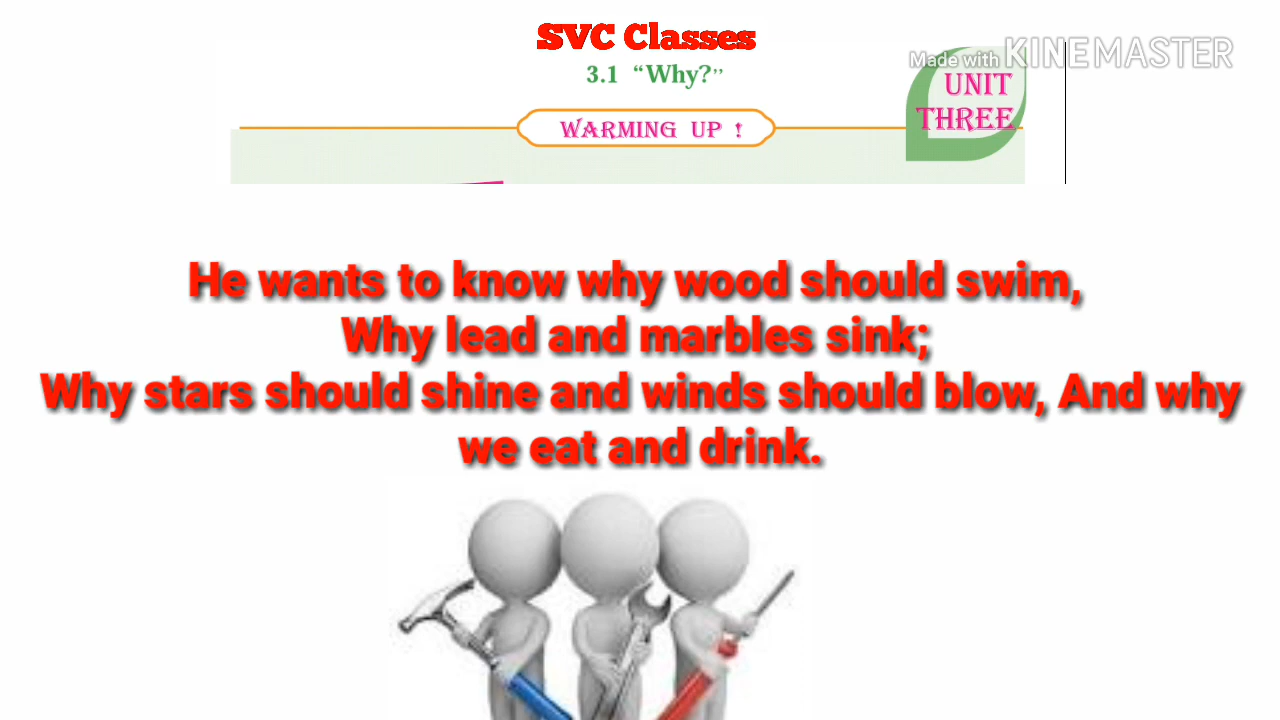 SVC Classes
Made with KINEMASTER
3.1 “Why?”
UNIT
THREE
WARMING UP !
He wants to know why wood should swim,
Why lead and marbles sink;
Why stars should shine and winds should blow, And why
we eat and drink.